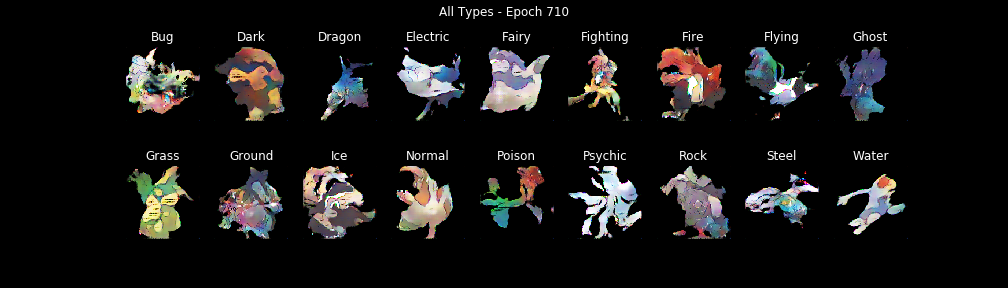 All Types - Epoch 710
Bug Dark Dragon Electric Fairy Fighting Fire Flying Ghost
Grass Ground Ice Normal Poison Psychic Rock Steel Water